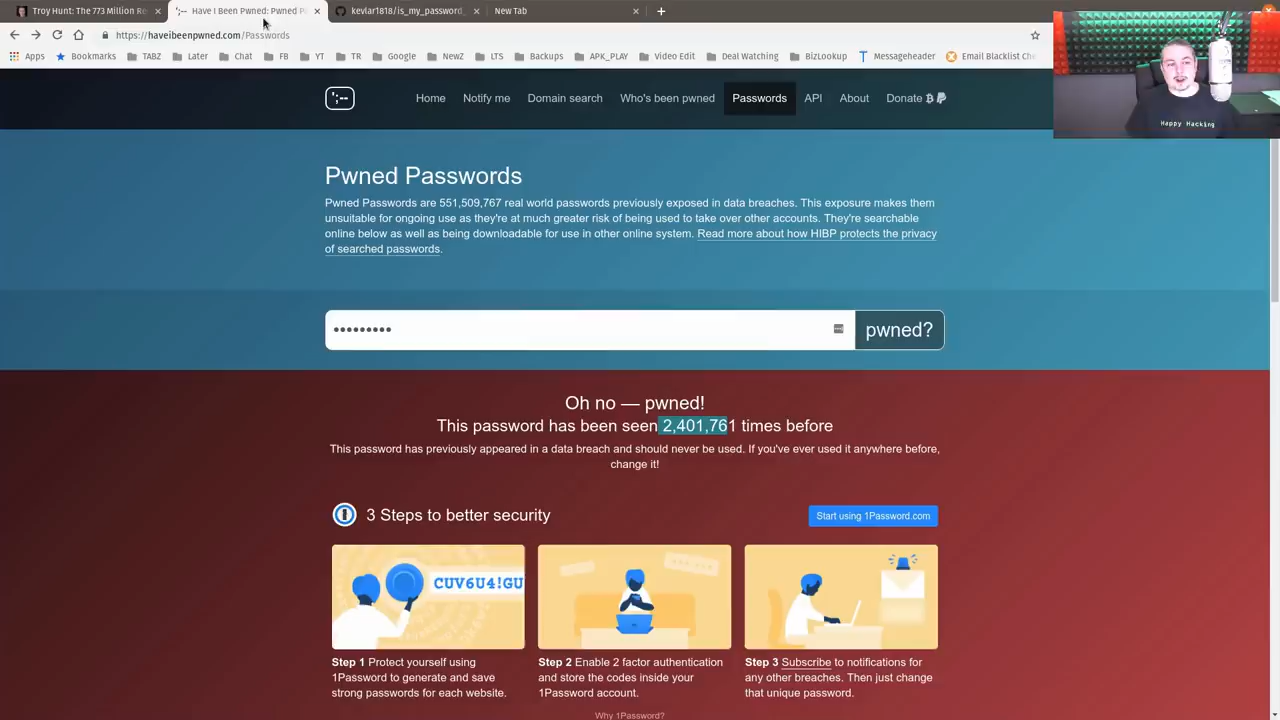 Troy Hunt: The 773 Million Re
';-- Have I Been Pwned: Pwned P
kevlar1818/is_my_password_
New Tab
https://haveibeenpwned.com/Passwords
Apps
Bookmarks
TABZ
Later
Chat
FB
YT
TR
Google
NewZ
LTS
Backups
APK_PLAY
Video Edit
Deal Watching
BizLookup
Messageheader
Email Blacklist Che
Happy Hacking
';--
Home
Notify me
Domain search
Who's been pwned
Passwords
API
About
Donate
Pwned Passwords
Pwned Passwords are 551,509,767 real world passwords previously exposed in data breaches. This exposure makes them
unsuitable for ongoing use as they're at much greater risk of being used to take over other accounts. They're searchable
online below as well as being downloadable for use in other online system. Read more about how HIBP protects the privacy
of searched passwords.
•••••••••
pwned?
Oh no — pwned!
This password has been seen 2,401,761 times before
This password has previously appeared in a data breach and should never be used. If you've ever used it anywhere before,
change it!
3 Steps to better security
Start using 1Password.com
CUV6U4!GU
Step 1 Protect yourself using
1Password to generate and save
strong passwords for each website.
Step 2 Enable 2 factor authentication
and store the codes inside your
1Password account.
Step 3 Subscribe to notifications for
any other breaches. Then just change
that unique password.
Why 1Password?